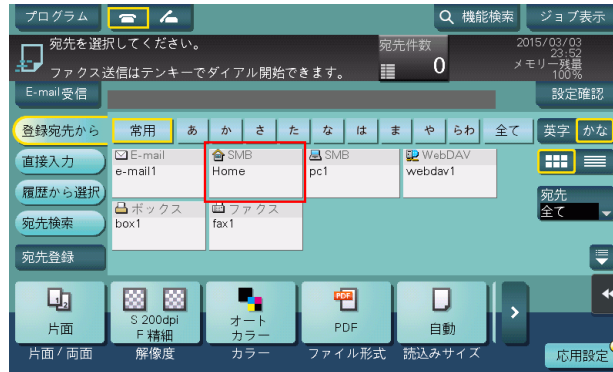 プログラム
機能検索
ジョブ表示
宛先を選択してください。
ファクス送信はテンキーでダイアル開始できます。
宛先件数
0
2015/03/03
23:52
メモリー残量
100%
E-mail受信
設定確認
登録宛先から
常用
あ
か
さ
た
な
は
ま
や
らわ
全て
英字
かな
直接入力
E-mail
e-mail1
SMB
Home
SMB
pc1
WebDAV
webdav1
履歴から選択
宛先
全て
ボックス
box1
ファクス
fax1
宛先検索
宛先登録
片面
S 200dpi
F 精細
オート
カラー
PDF
PDF
自動
片面/両面
解像度
カラー
ファイル形式
読込みサイズ
応用設定